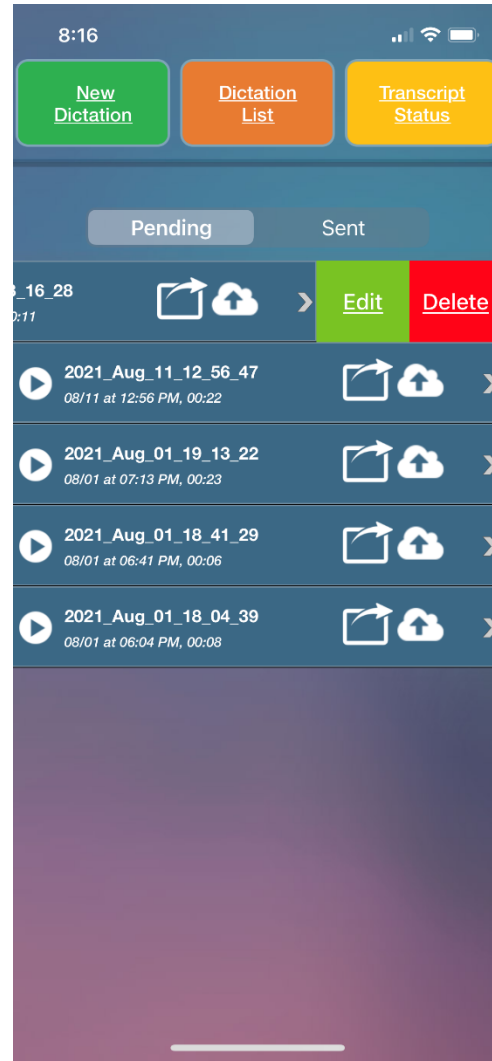 8:16
New
Dictation
Dictation
List
Transcript
Status
Pending
Sent
_16_28
:11
Edit
Delete
2021_Aug_11_12_56_47
08/11 at 12:56 PM, 00:22
2021_Aug_01_19_13_22
08/01 at 07:13 PM, 00:23
2021_Aug_01_18_41_29
08/01 at 06:41 PM, 00:06
2021_Aug_01_18_04_39
08/01 at 06:04 PM, 00:08